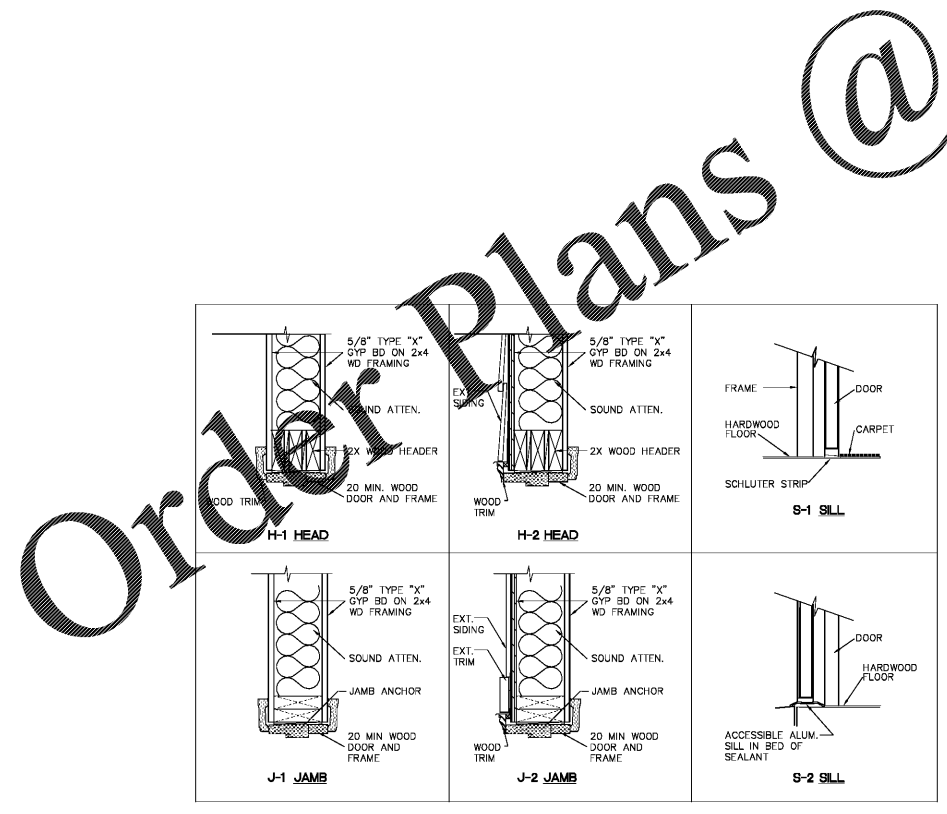 Order Plans @
5/8" TYPE "X"
GYP BD ON 2x4
WD FRAMING
SOUND ATTEN.
2X WOOD HEADER
WOOD TRIM
20 MIN. WOOD
DOOR AND FRAME
H-1 HEAD
5/8" TYPE "X"
GYP BD ON 2x4
WD FRAMING
EXT.
SIDING
SOUND ATTEN.
2X WOOD HEADER
WOOD
TRIM
20 MIN. WOOD
DOOR AND FRAME
H-2 HEAD
FRAME
DOOR
HARDWOOD
FLOOR
CARPET
SCHLUTER STRIP
S-1 SILL
5/8" TYPE "X"
GYP BD ON 2x4
WD FRAMING
SOUND ATTEN.
JAMB ANCHOR
20 MIN WOOD
DOOR AND
FRAME
J-1 JAMB
5/8" TYPE "X"
GYP BD ON 2x4
WD FRAMING
EXT.
SIDING
EXT.
TRIM
SOUND ATTEN.
JAMB ANCHOR
WOOD
TRIM
20 MIN WOOD
DOOR AND
FRAME
J-2 JAMB
DOOR
HARDWOOD
FLOOR
ACCESSIBLE ALUM.
SILL IN BED OF
SEALANT
S-2 SILL